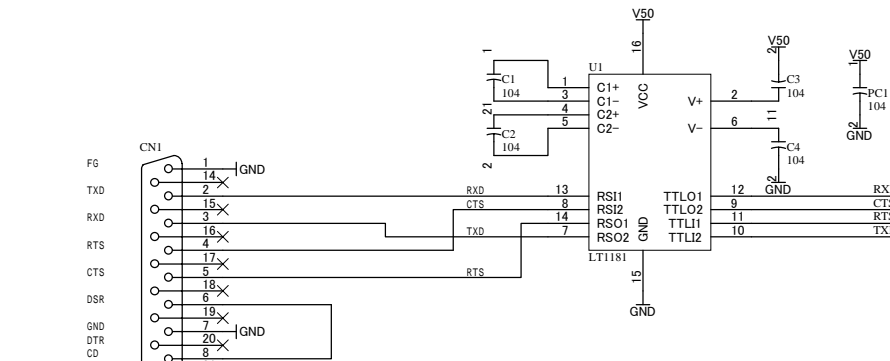 V50
16
V50
2
V50
1
1
U1
C1
104
1
C1+
VCC
3
C1-
V+
2
C3
104
PC1
104
21
4
C2+
5
C2-
V-
6
11
C2
104
2
GND
C4
104
2
2
GND
CN1
FG
1
GND
14
TXD
2
RXD
13
RSI1
TTLO1
12
RX
15
CTS
8
RSI2
TTLO2
9
CTS
RXD
3
14
RSO1
TTLI1
11
RTS
16
TXD
7
RSO2
GND
TTLI2
10
TX
RTS
4
17
LT1181
CTS
5
RTS
15
18
DSR
6
19
GND
GND
7
GND
DTR
20
CD
8